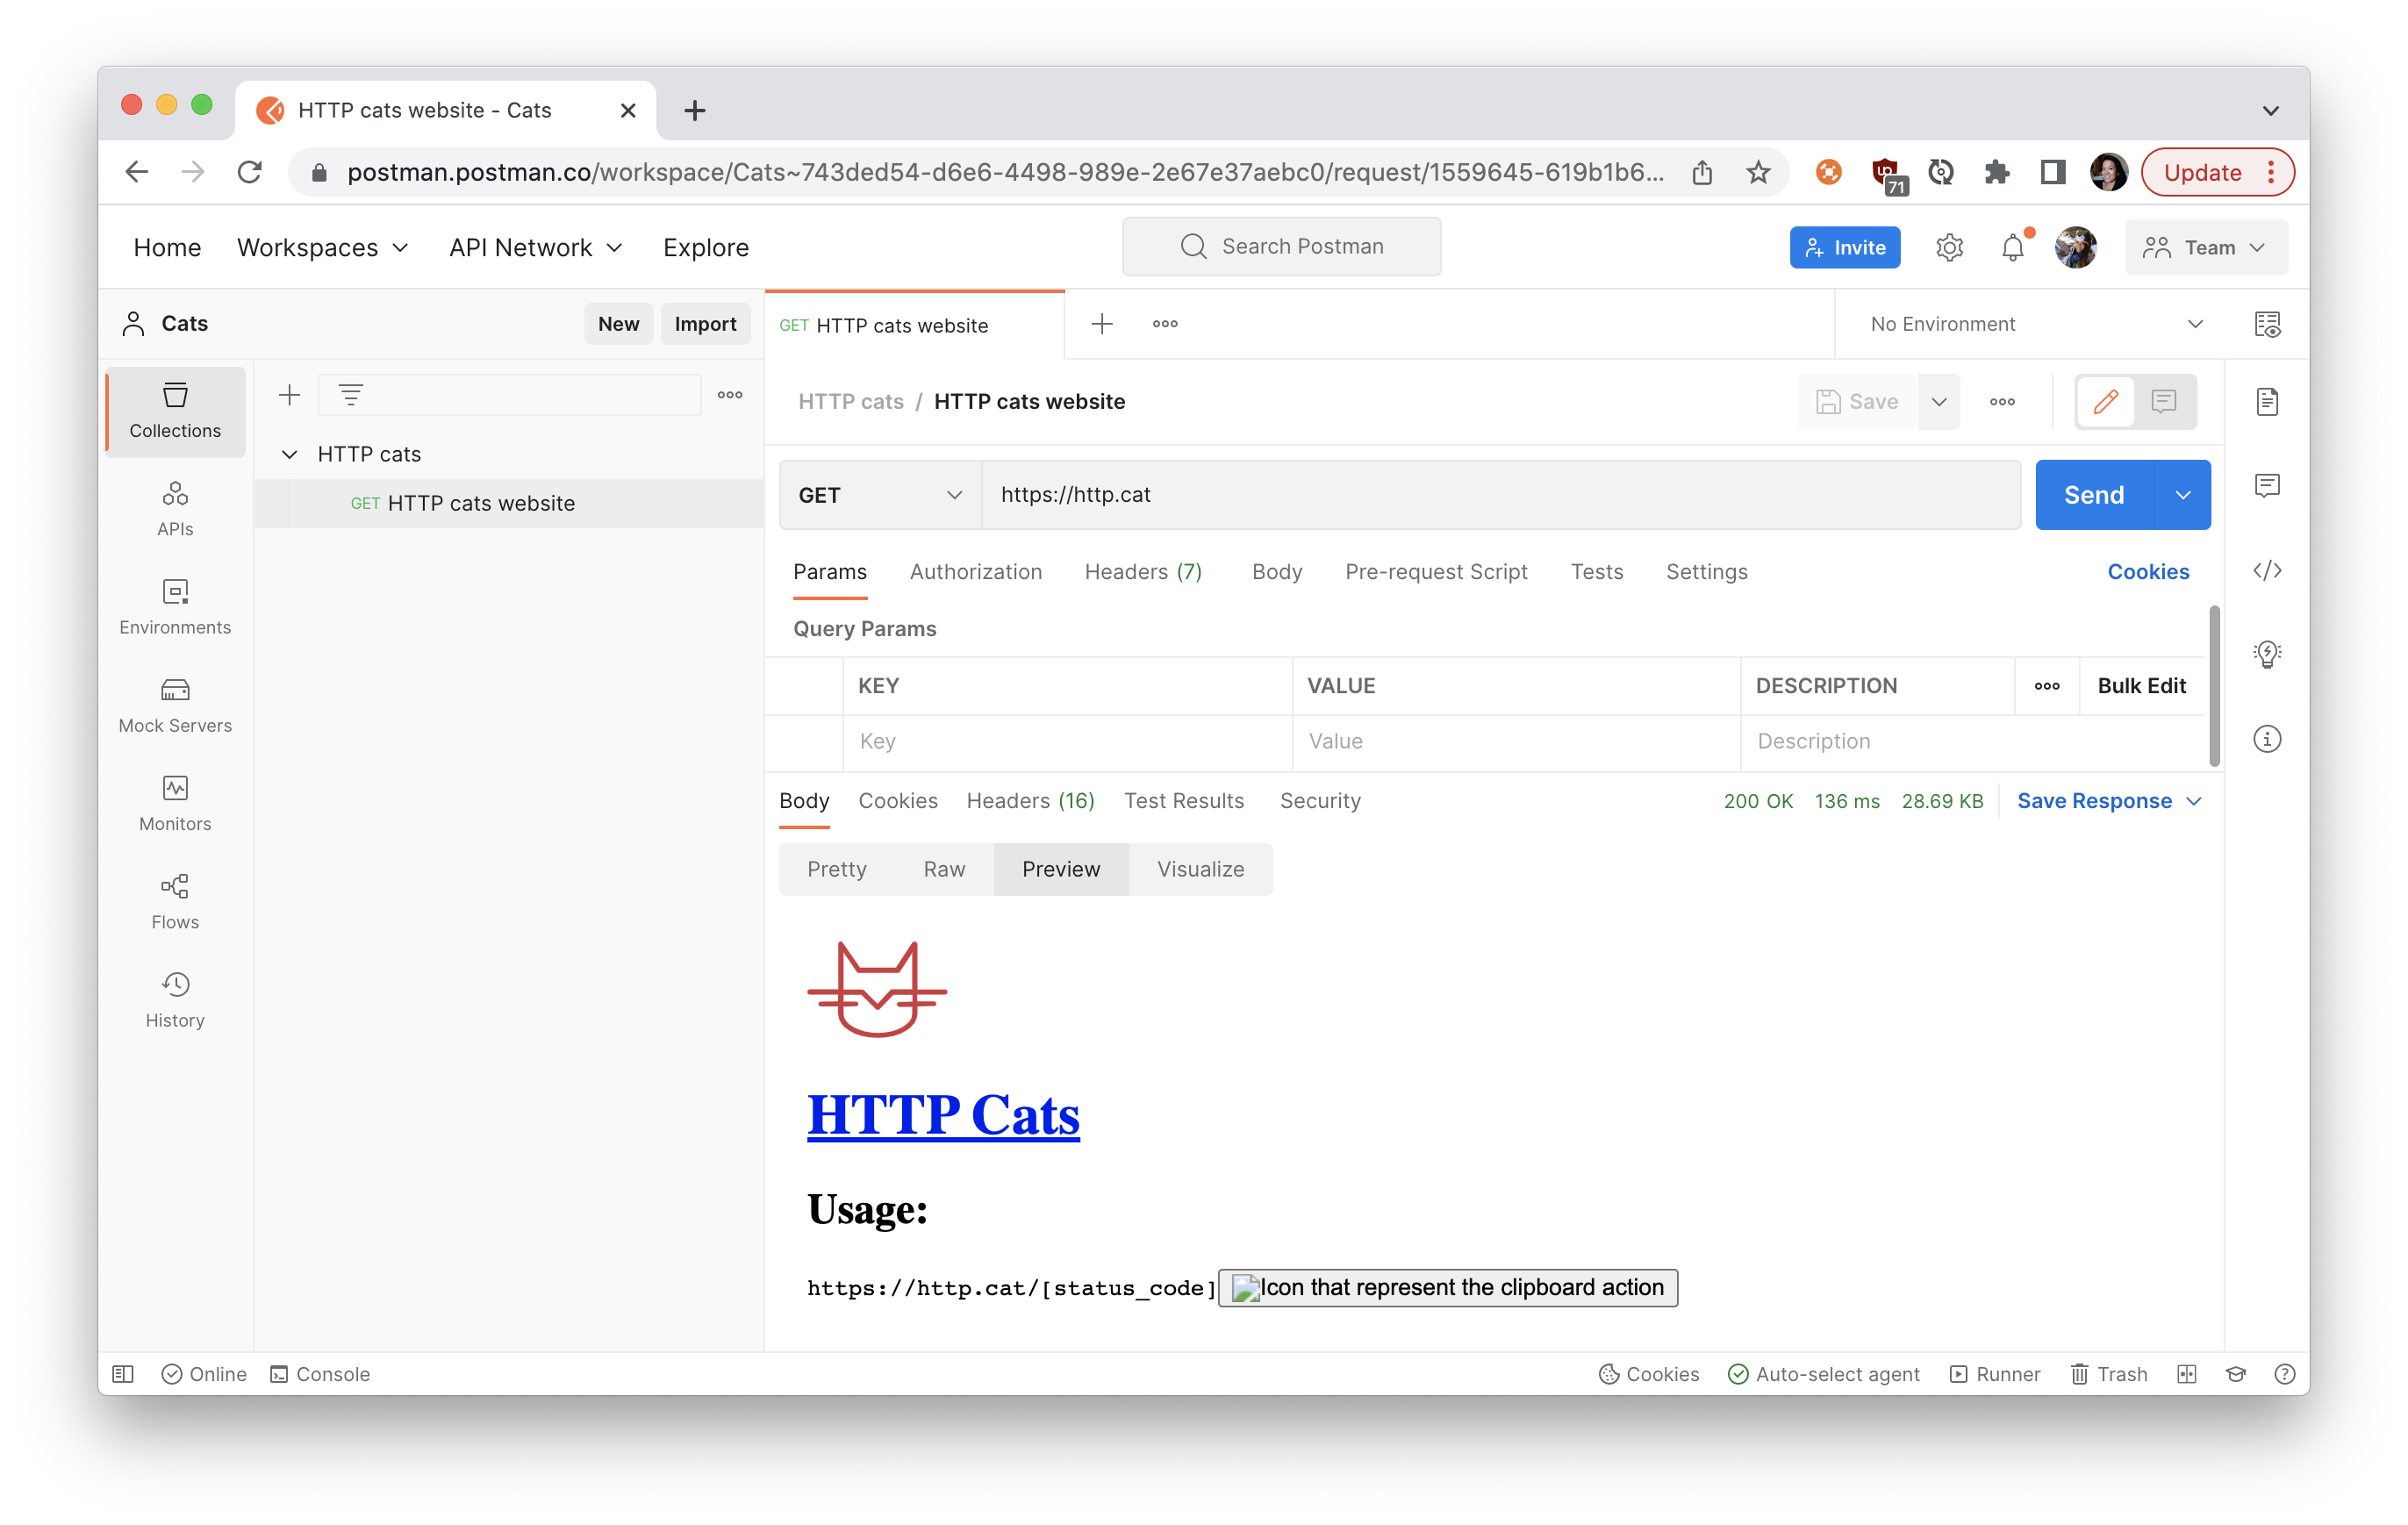 HTTP cats website - Cats
postman.postman.co/workspace/Cats~743ded54-d6e6-4498-989e-2e67e37aebc0/request/1559645-619b1b6...
71
Update
Home
Workspaces
API Network
Explore
Search Postman
Invite
Team
Cats
New
Import
GET HTTP cats website
No Environment
Collections
APIs
Environments
Mock Servers
Monitors
Flows
History
HTTP cats
GET HTTP cats website
HTTP cats / HTTP cats website
Save
GET
https://http.cat
Send
Params
Authorization
Headers (7)
Body
Pre-request Script
Tests
Settings
Cookies
Query Params
KEY
VALUE
DESCRIPTION
Bulk Edit
Key
Value
Description
Body
Cookies
Headers (16)
Test Results
Security
200 OK
136 ms
28.69 KB
Save Response
Pretty
Raw
Preview
Visualize
HTTP Cats
Usage:
https://http.cat/[status_code] Icon that represent the clipboard action
Online
Console
Cookies
Auto-select agent
Runner
Trash